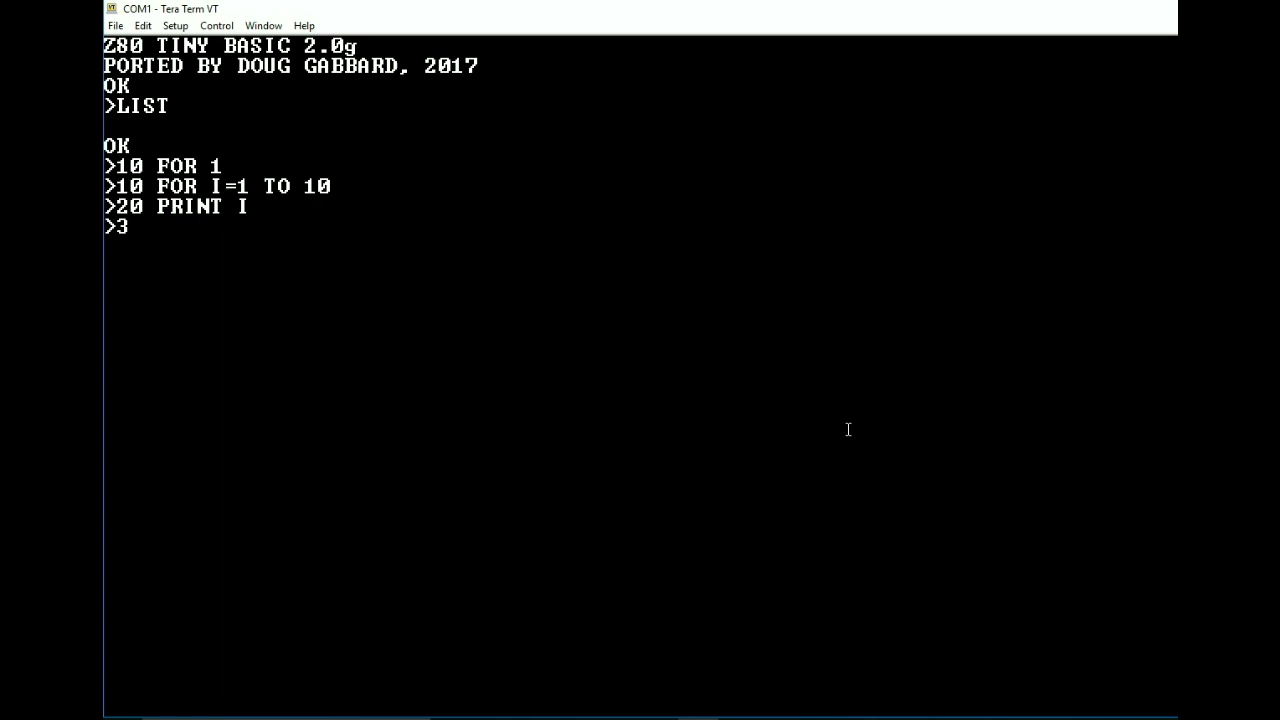 COM1 - Tera Term VT
File Edit Setup Control Window Help
Z80 TINY BASIC 2.0g
PORTED BY DOUG GABBARD, 2017
OK
>LIST
OK
>10 FOR 1
>10 FOR I=1 TO 10
>20 PRINT I
>3